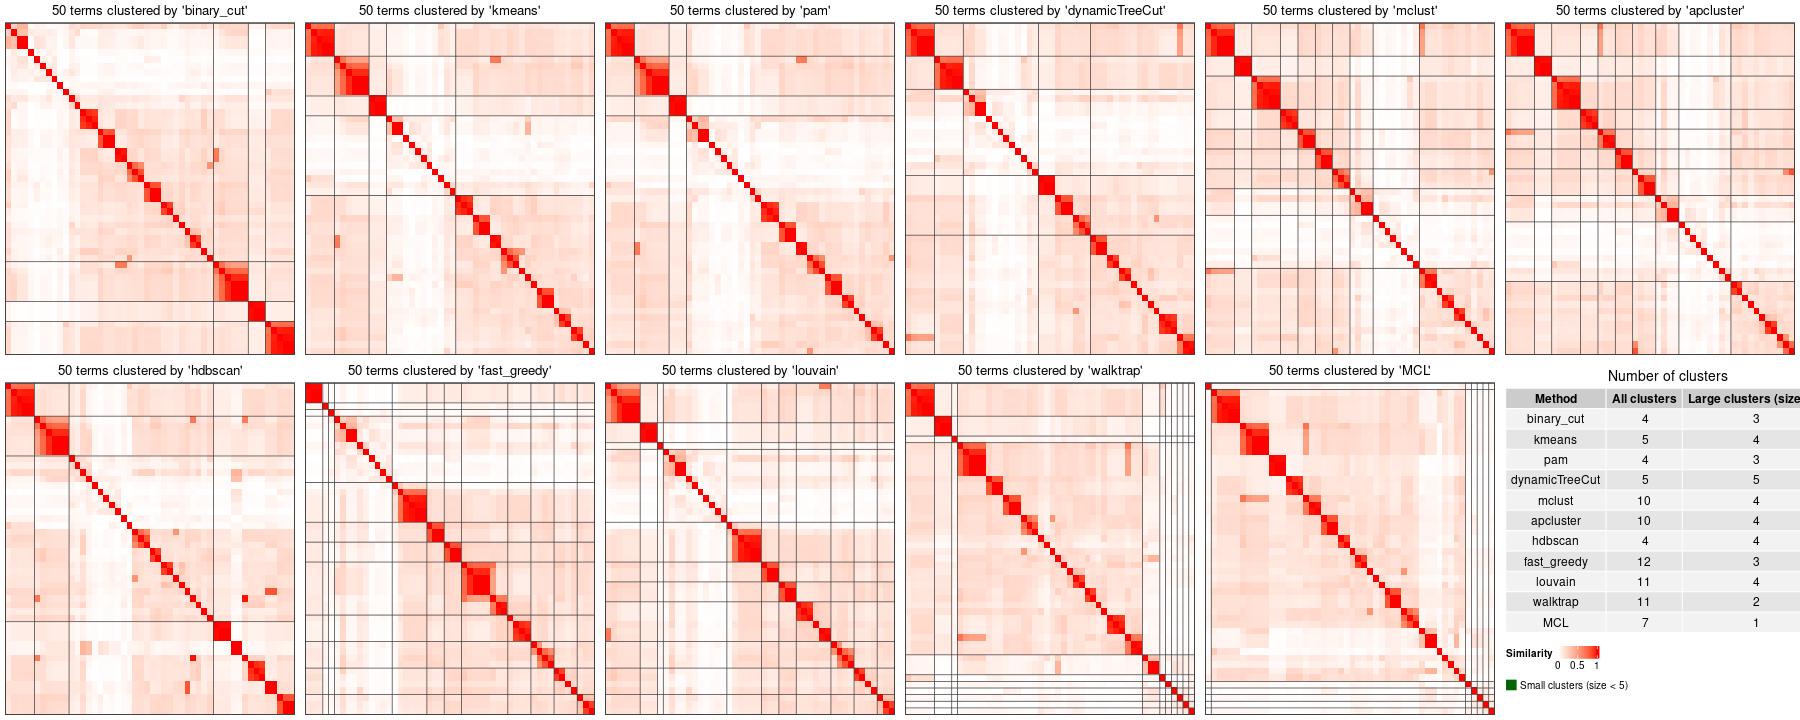 50 terms clustered by 'binary_cut'
50 terms clustered by 'kmeans'
50 terms clustered by 'pam'
50 terms clustered by 'dynamicTreeCut'
50 terms clustered by 'mclust'
50 terms clustered by 'apcluster'
50 terms clustered by 'hdbscan'
50 terms clustered by 'fast_greedy'
50 terms clustered by 'louvain'
50 terms clustered by 'walktrap'
50 terms clustered by 'MCL'
Number of clusters
Method All clusters Large clusters (size
binary_cut 4 3
kmeans 5 4
pam 4 3
dynamicTreeCut 5 5
mclust 10 4
apcluster 10 4
hdbscan 4 4
fast_greedy 12 3
louvain 11 4
walktrap 11 2
MCL 7 1
Similarity
0 0.5 1
Small clusters (size < 5)